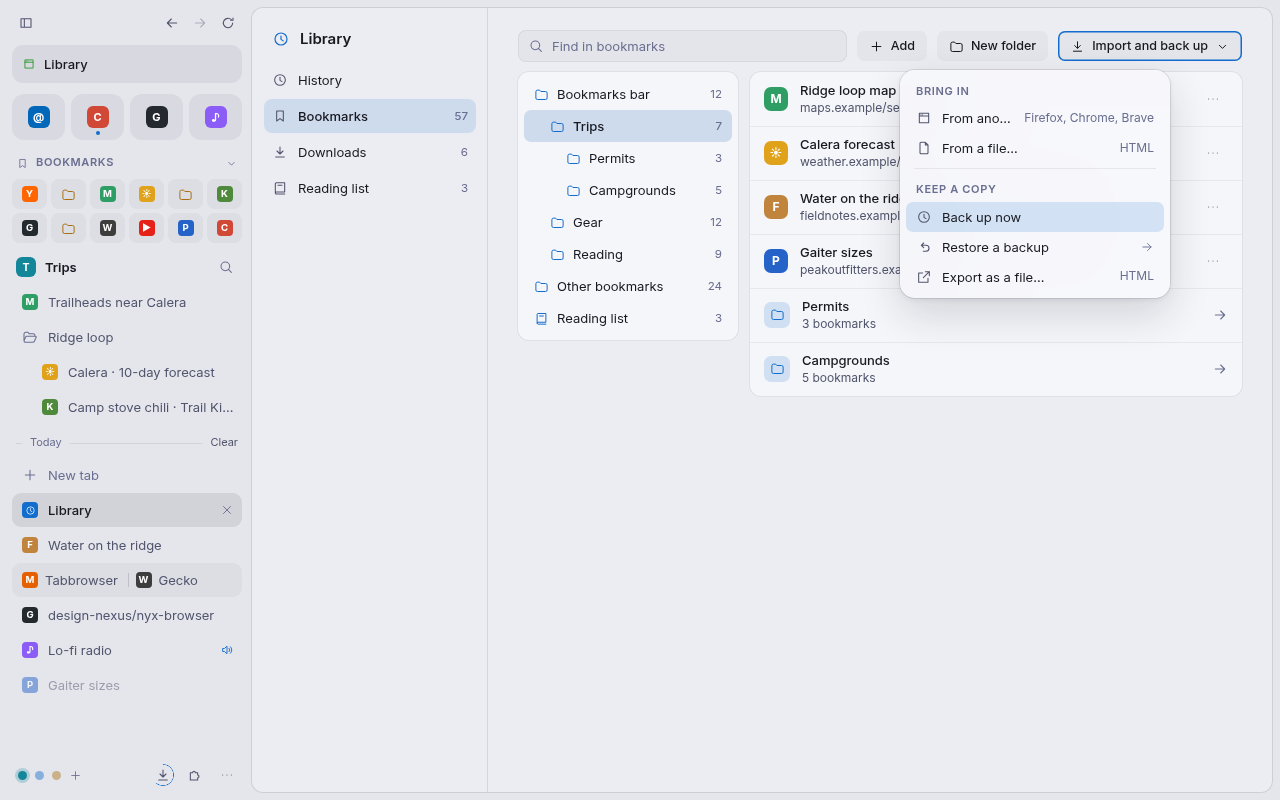 Library
@
C
G
BOOKMARKS
Y
M
K
G
W
P
C
T Trips
M Trailheads near Calera
Ridge loop
Calera · 10-day forecast
K Camp stove chili · Trail Ki...
Today
Clear
New tab
Library
F Water on the ridge
M Tabbrowser
W Gecko
G design-nexus/nyx-browser
Lo-fi radio
P Gaiter sizes
Library
History
Bookmarks 57
Downloads 6
Reading list 3
Find in bookmarks
Add
New folder
Import and back up
Bookmarks bar 12
Trips 7
Permits 3
Campgrounds 5
Gear 12
Reading 9
Other bookmarks 24
Reading list 3
M Ridge loop map
maps.example/se
Calera forecast
weather.example/
F Water on the rid
fieldnotes.exampl
P Gaiter sizes
peakoutfitters.exa
Permits
3 bookmarks
Campgrounds
5 bookmarks
BRING IN
From ano... Firefox, Chrome, Brave
From a file... HTML
KEEP A COPY
Back up now
Restore a backup
Export as a file... HTML